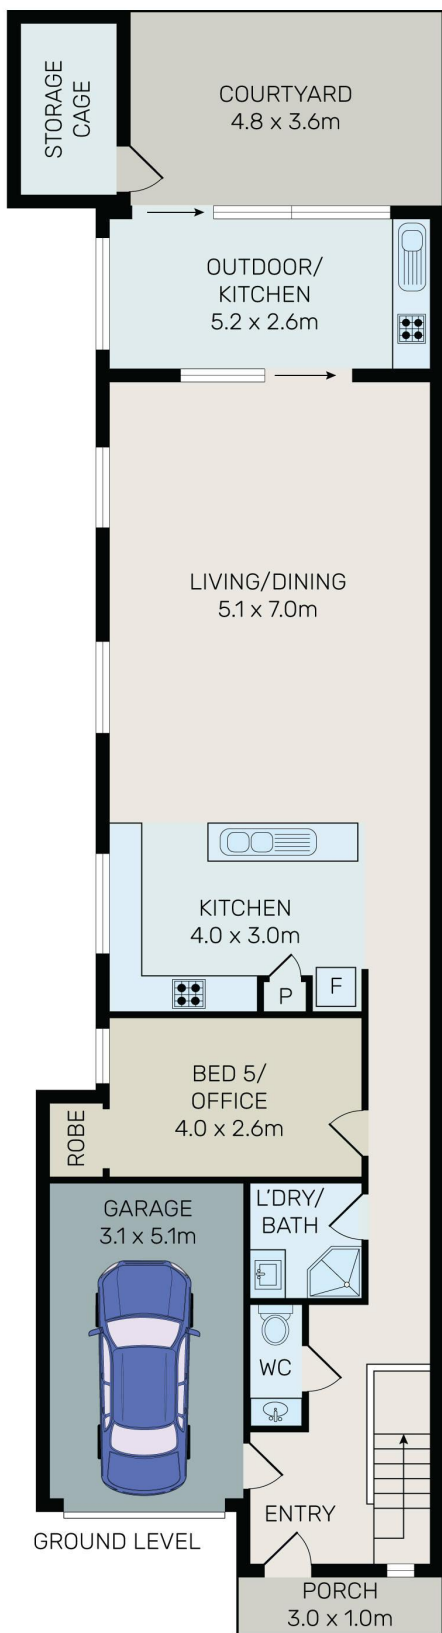 STORAGE
CAGE
COURTYARD
4.8 x 3.6m
OUTDOOR/
KITCHEN
5.2 x 2.6m
LIVING/DINING
5.1 x 7.0m
KITCHEN
4.0 x 3.0m
P
F
BED 5/
OFFICE
4.0 x 2.6m
ROBE
GARAGE
3.1 x 5.1m
L'DRY/
BATH
WC
ENTRY
GROUND LEVEL
PORCH
3.0 x 1.0m